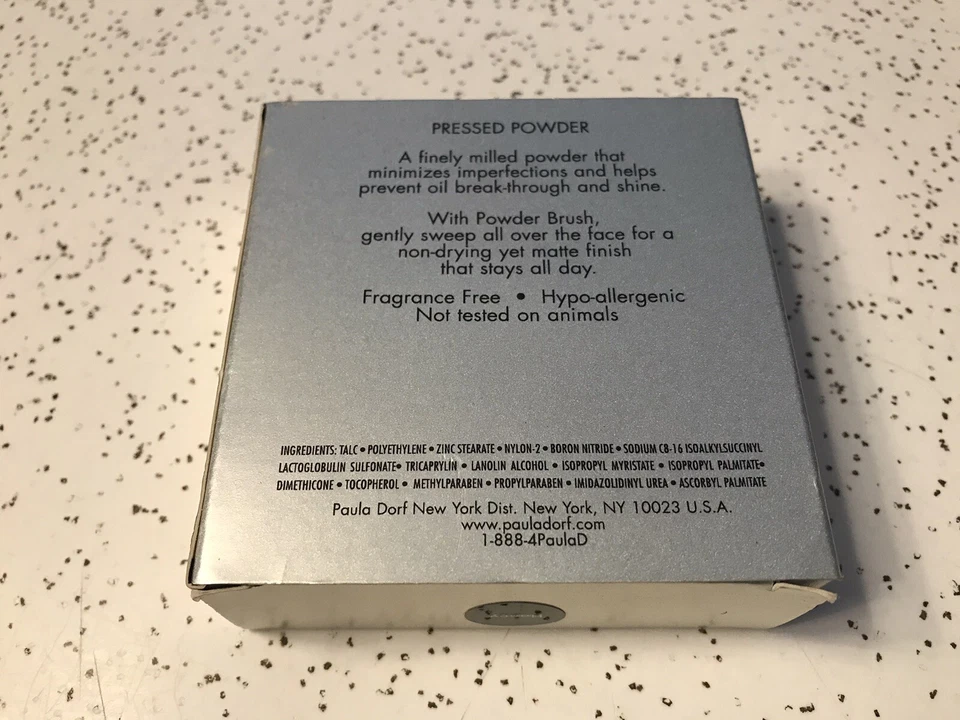 PRESSED POWDER
A finely milled powder that
minimizes imperfections and helps
prevent oil break-through and shine.
With Powder Brush,
gently sweep all over the face for a
non-drying yet matte finish
that stays all day.
Fragrance Free • Hypo-allergenic
Not tested on animals
INGREDIENTS: TALC • POLYETHYLENE • ZINC STEARATE • NYLON-2 • BORON NITRIDE • SODIUM C8-16 ISOALKYLSUCCINYL
LACTOGLOBULIN SULFONATE• TRICAPRYLIN • LANOLIN ALCOHOL • ISOPROPYL MYRISTATE • ISOPROPYL PALMITATE•
DIMETHICONE • TOCOPHEROL • METHYLPARABEN • PROPYLPARABEN • IMIDAZOLIDINYL UREA • ASCORBYL PALMITATE
Paula Dorf New York Dist. New York, NY 10023 U.S.A.
www.pauladorf.com
1-888-4PaulaD